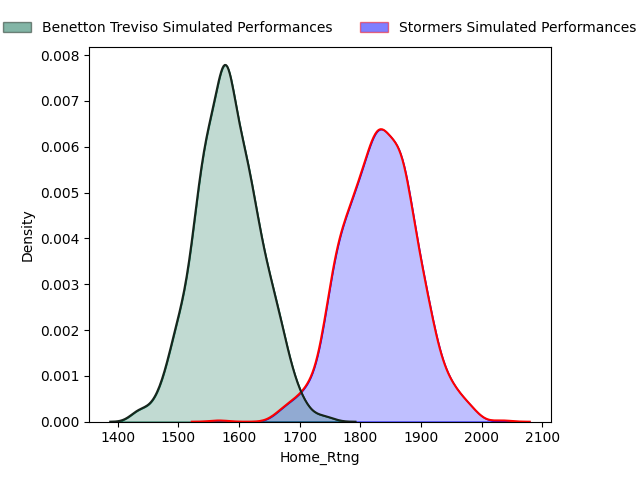 Benetton Treviso Simulated Performances Stormers Simulated Performances
0.008
0.007
0.006
0.005
0.004
0.003
0.002
0.001
0.000
Density
1400 1500 1600 1700 1800 1900 2000 2100
Home_Rtng